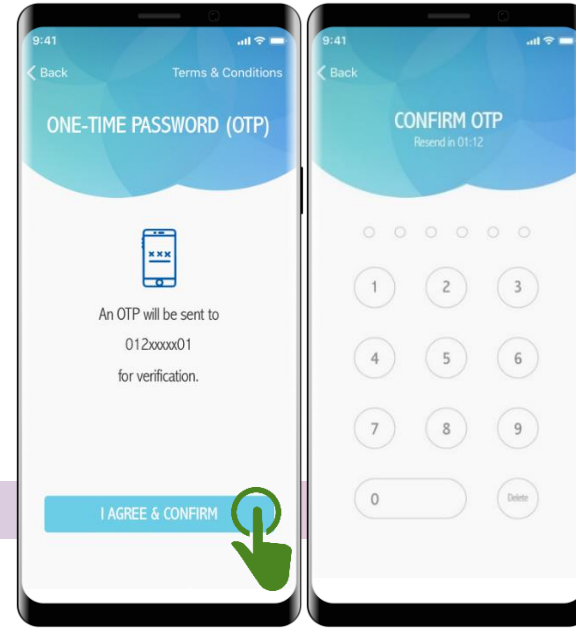 9:41
Back Terms & Conditions
ONE-TIME PASSWORD (OTP)
xxx
An OTP will be sent to
012xxxxx01
for verification.
I AGREE & CONFIRM
9:41
Back
CONFIRM OTP
Resend in 01:12
1 2 3
4 5 6
7 8 9
0 Delete